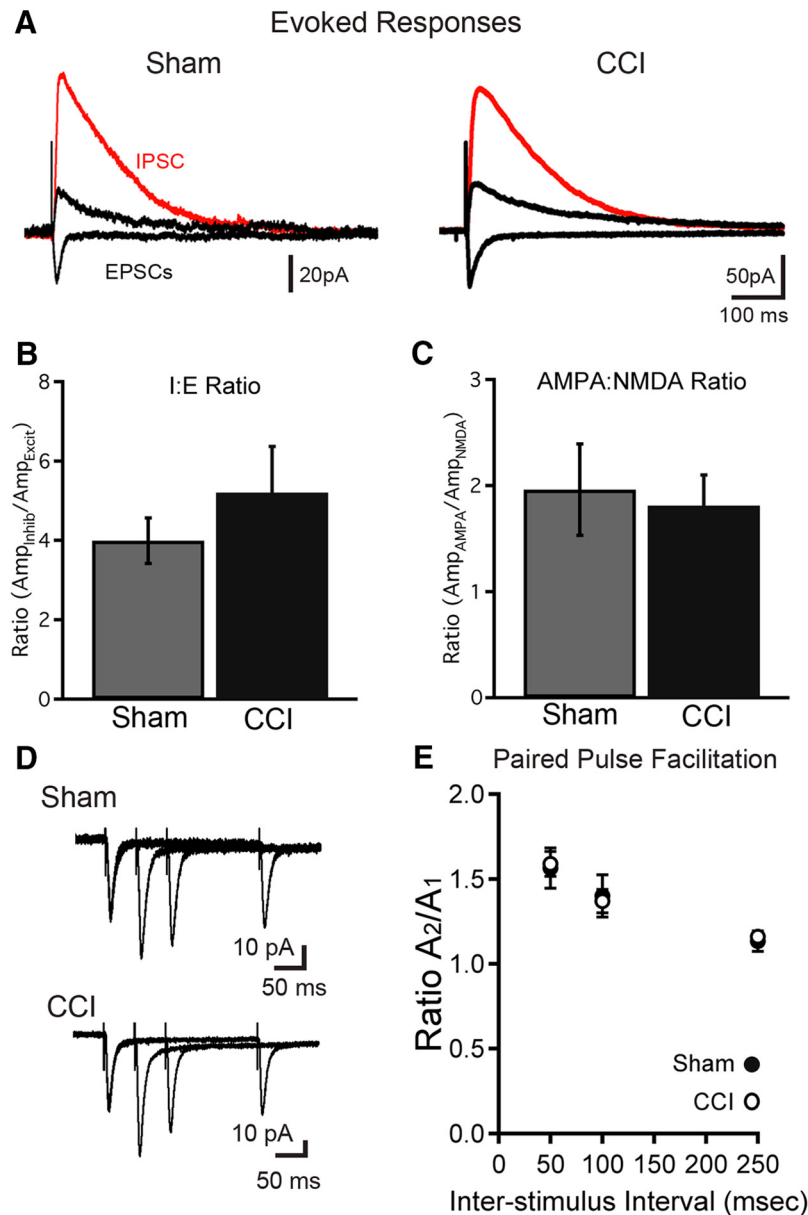 A
Evoked Responses
Sham
CCI
IPSC
EPSCs
20pA
50pA
100 ms
B
I:E Ratio
Ratio (Amp_Inhib/Amp_Excit)
8
6
4
2
0
Sham
CCI
C
AMPA:NMDA Ratio
Ratio (Amp_AMPA/Amp_NMDA)
3
2
1
0
Sham
CCI
D
Sham
10 pA
50 ms
CCI
10 pA
50 ms
E
Paired Pulse Facilitation
Ratio A2/A1
2.0
1.5
1.0
0.5
0.0
Sham
CCI
0 50 100 150 200 250
Inter-stimulus Interval (msec)